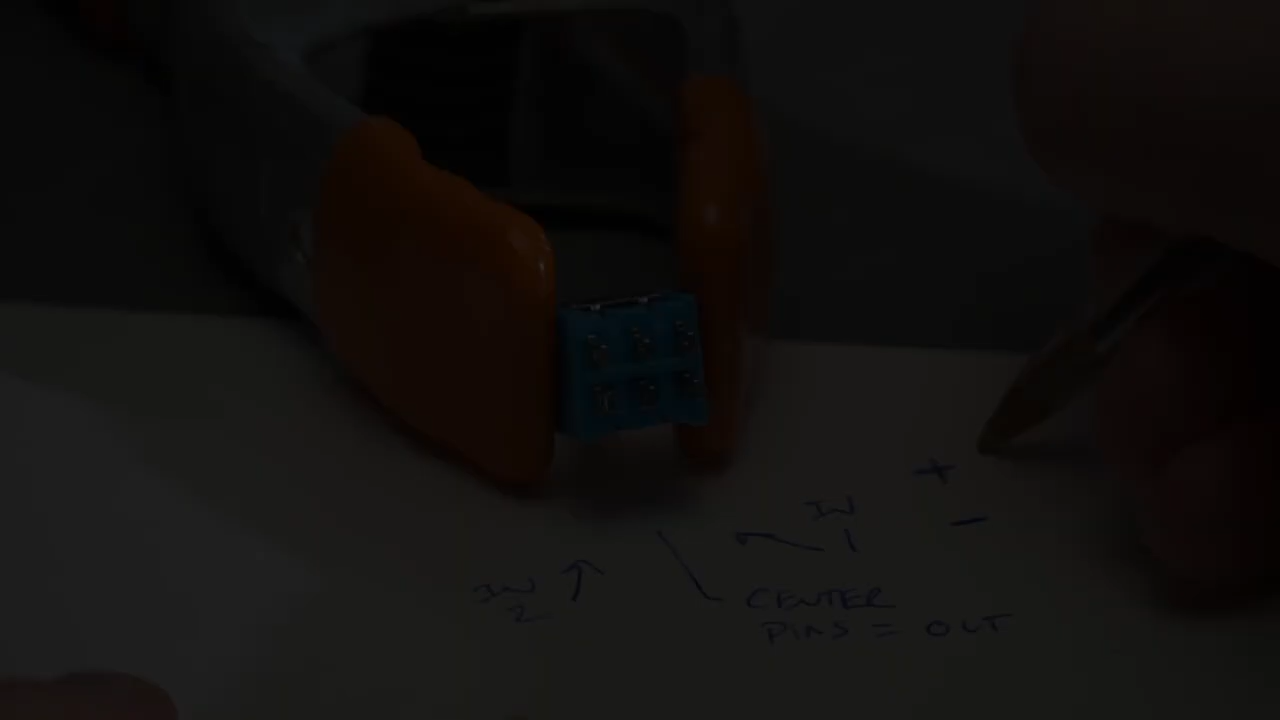 +
IN
1
-
IN
2
CENTER
PINS = OUT